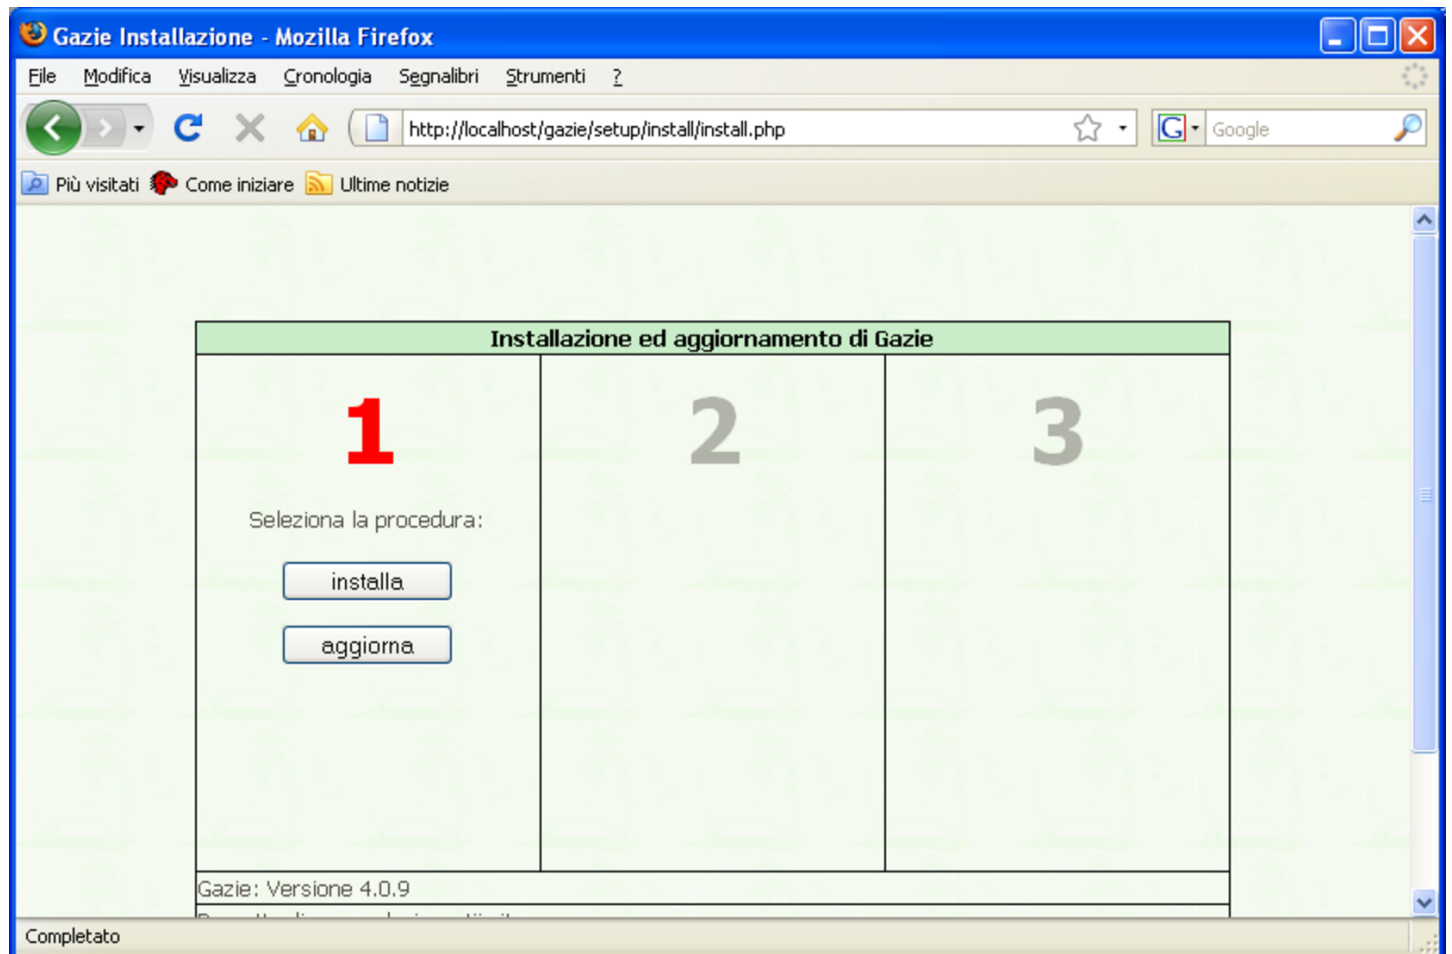 Gazie Installazione - Mozilla Firefox
File Modifica Visualizza Cronologia Segnalibri Strumenti ?
http://localhost/gazie/setup/install/install.php G Google
Più visitati Come iniziare Ultime notizie
Installazione ed aggiornamento di Gazie
1 2 3
Seleziona la procedura:
installa
aggiorna
Gazie: Versione 4.0.9
Completato